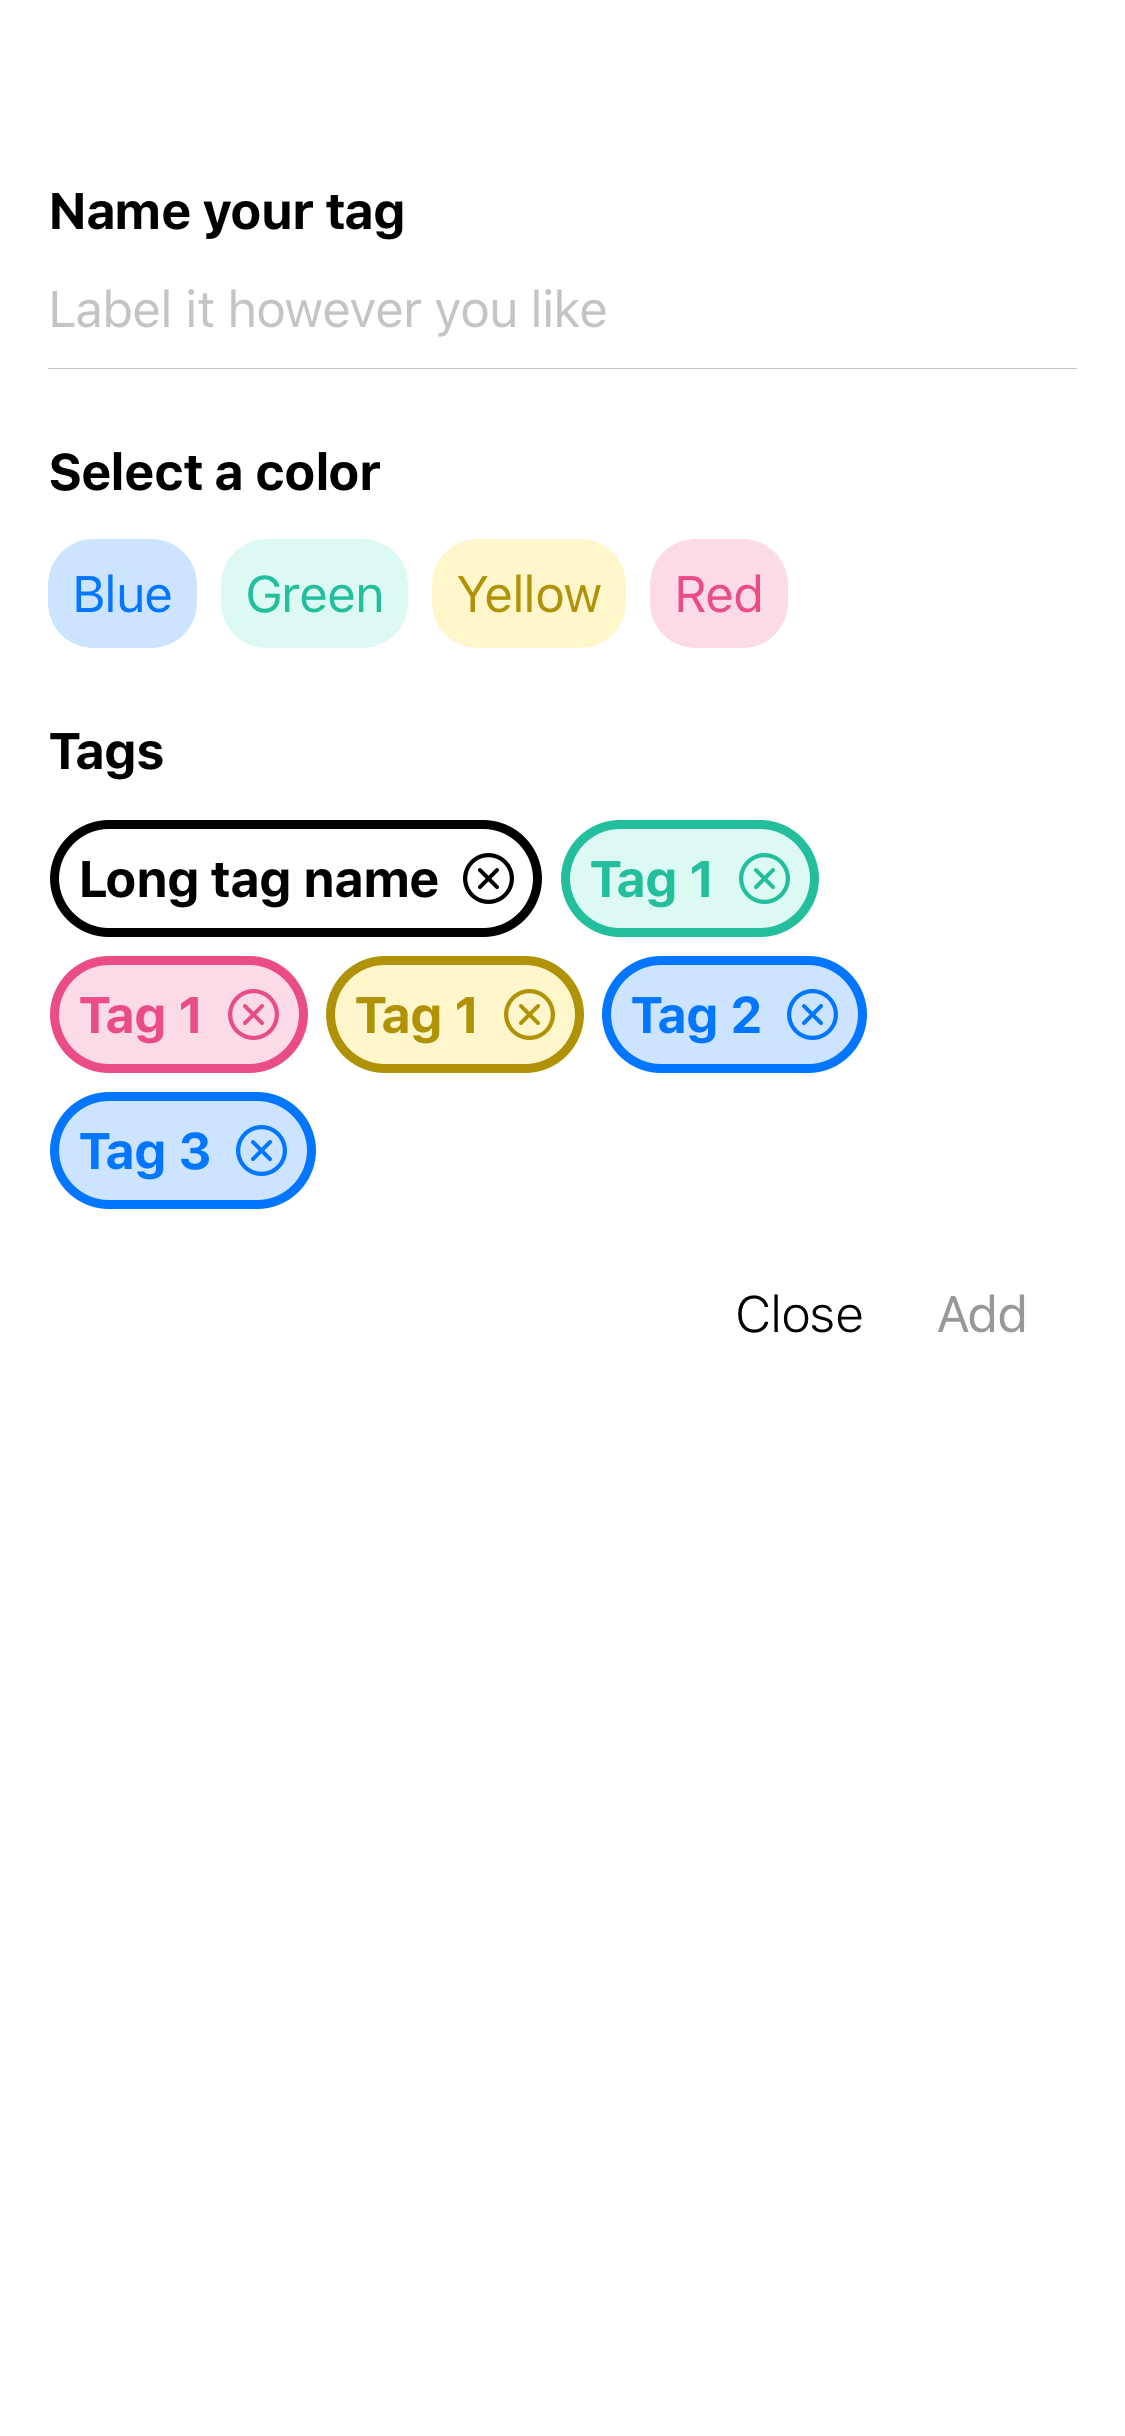 Name your tag
Label it however you like
Select a color
Blue Green Yellow Red
Tags
Long tag name Tag 1
Tag 1 Tag 1 Tag 2
Tag 3
Close Add